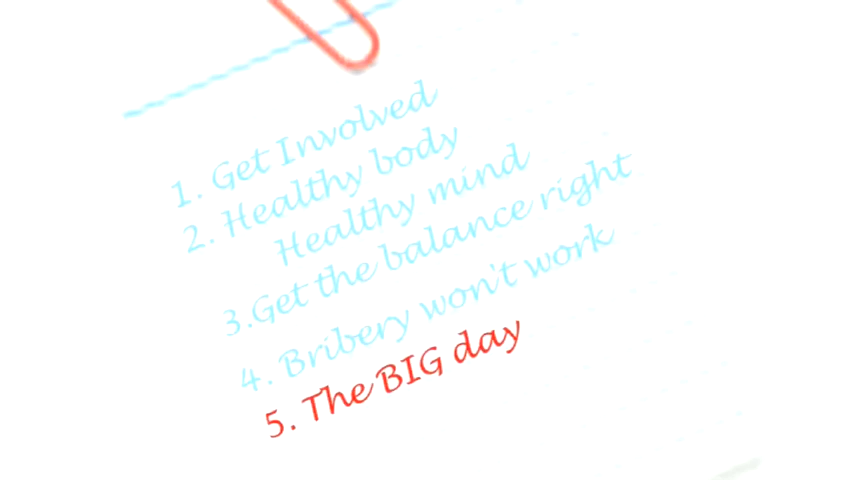 1. Get Involved
2. Healthy body
Healthy mind
3.Get the balance right
4. Bribery won't work
5. The BIG day